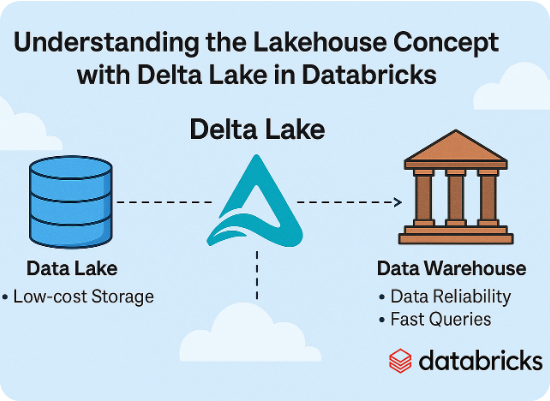 Understanding the Lakehouse Concept
with Delta Lake in Databricks
Delta Lake
Data Lake
• Low-cost Storage
Data Warehouse
• Data Reliability
• Fast Queries
databricks